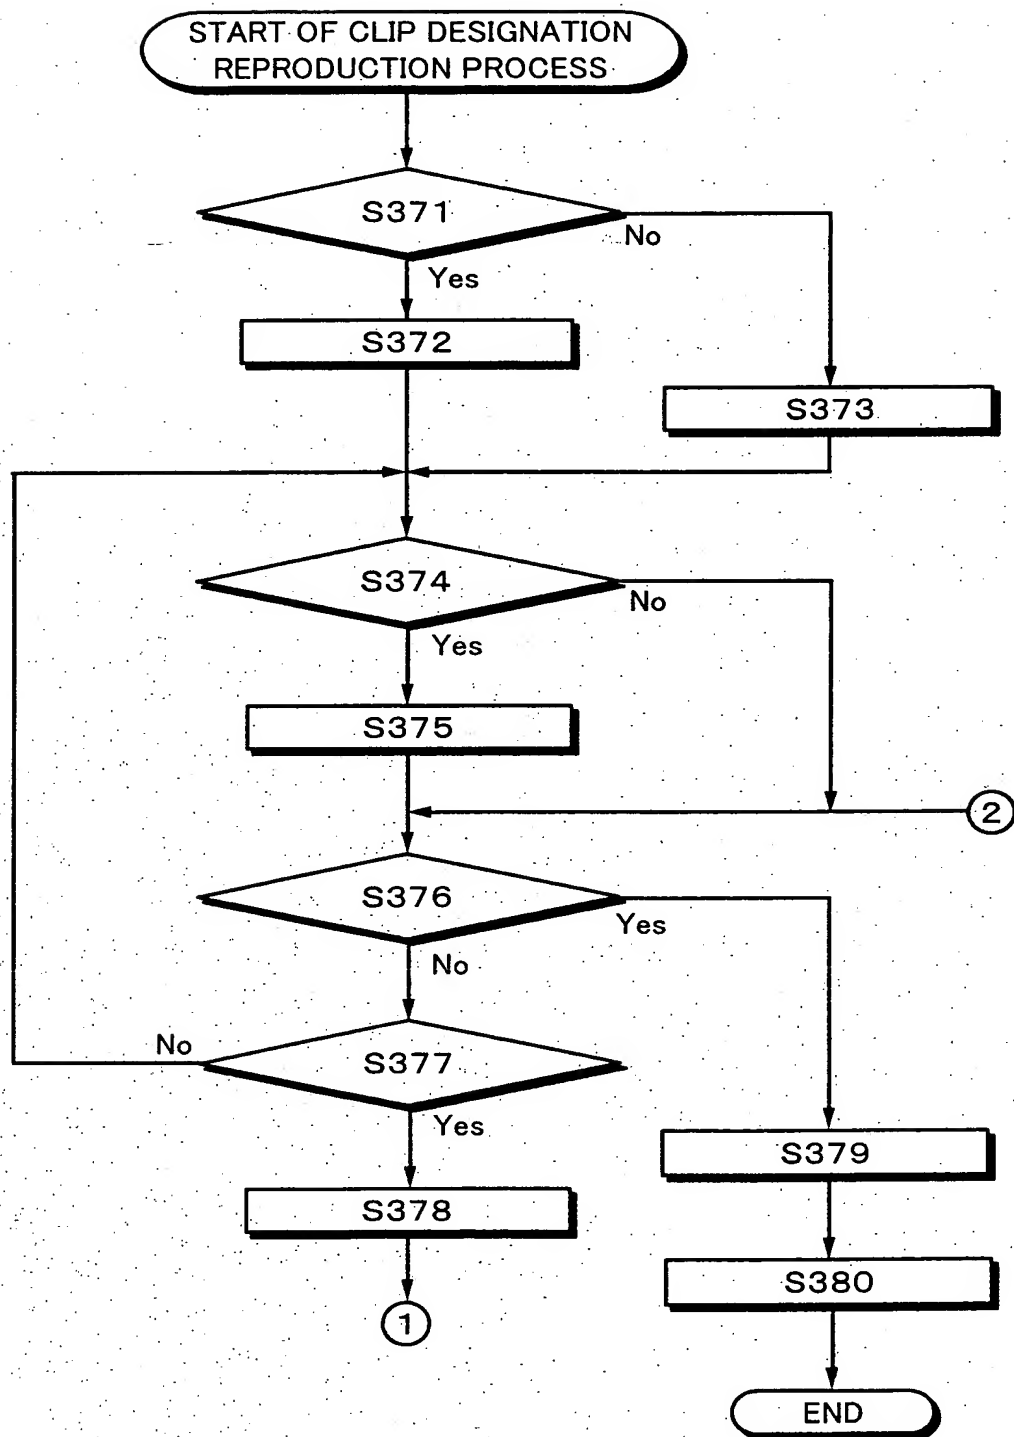 START OF CLIP DESIGNATION
REPRODUCTION PROCESS
S371
No
Yes
S372
S373
S374
No
Yes
S375
2
S376
Yes
No
S377
No
Yes
S379
S378
S380
1
END